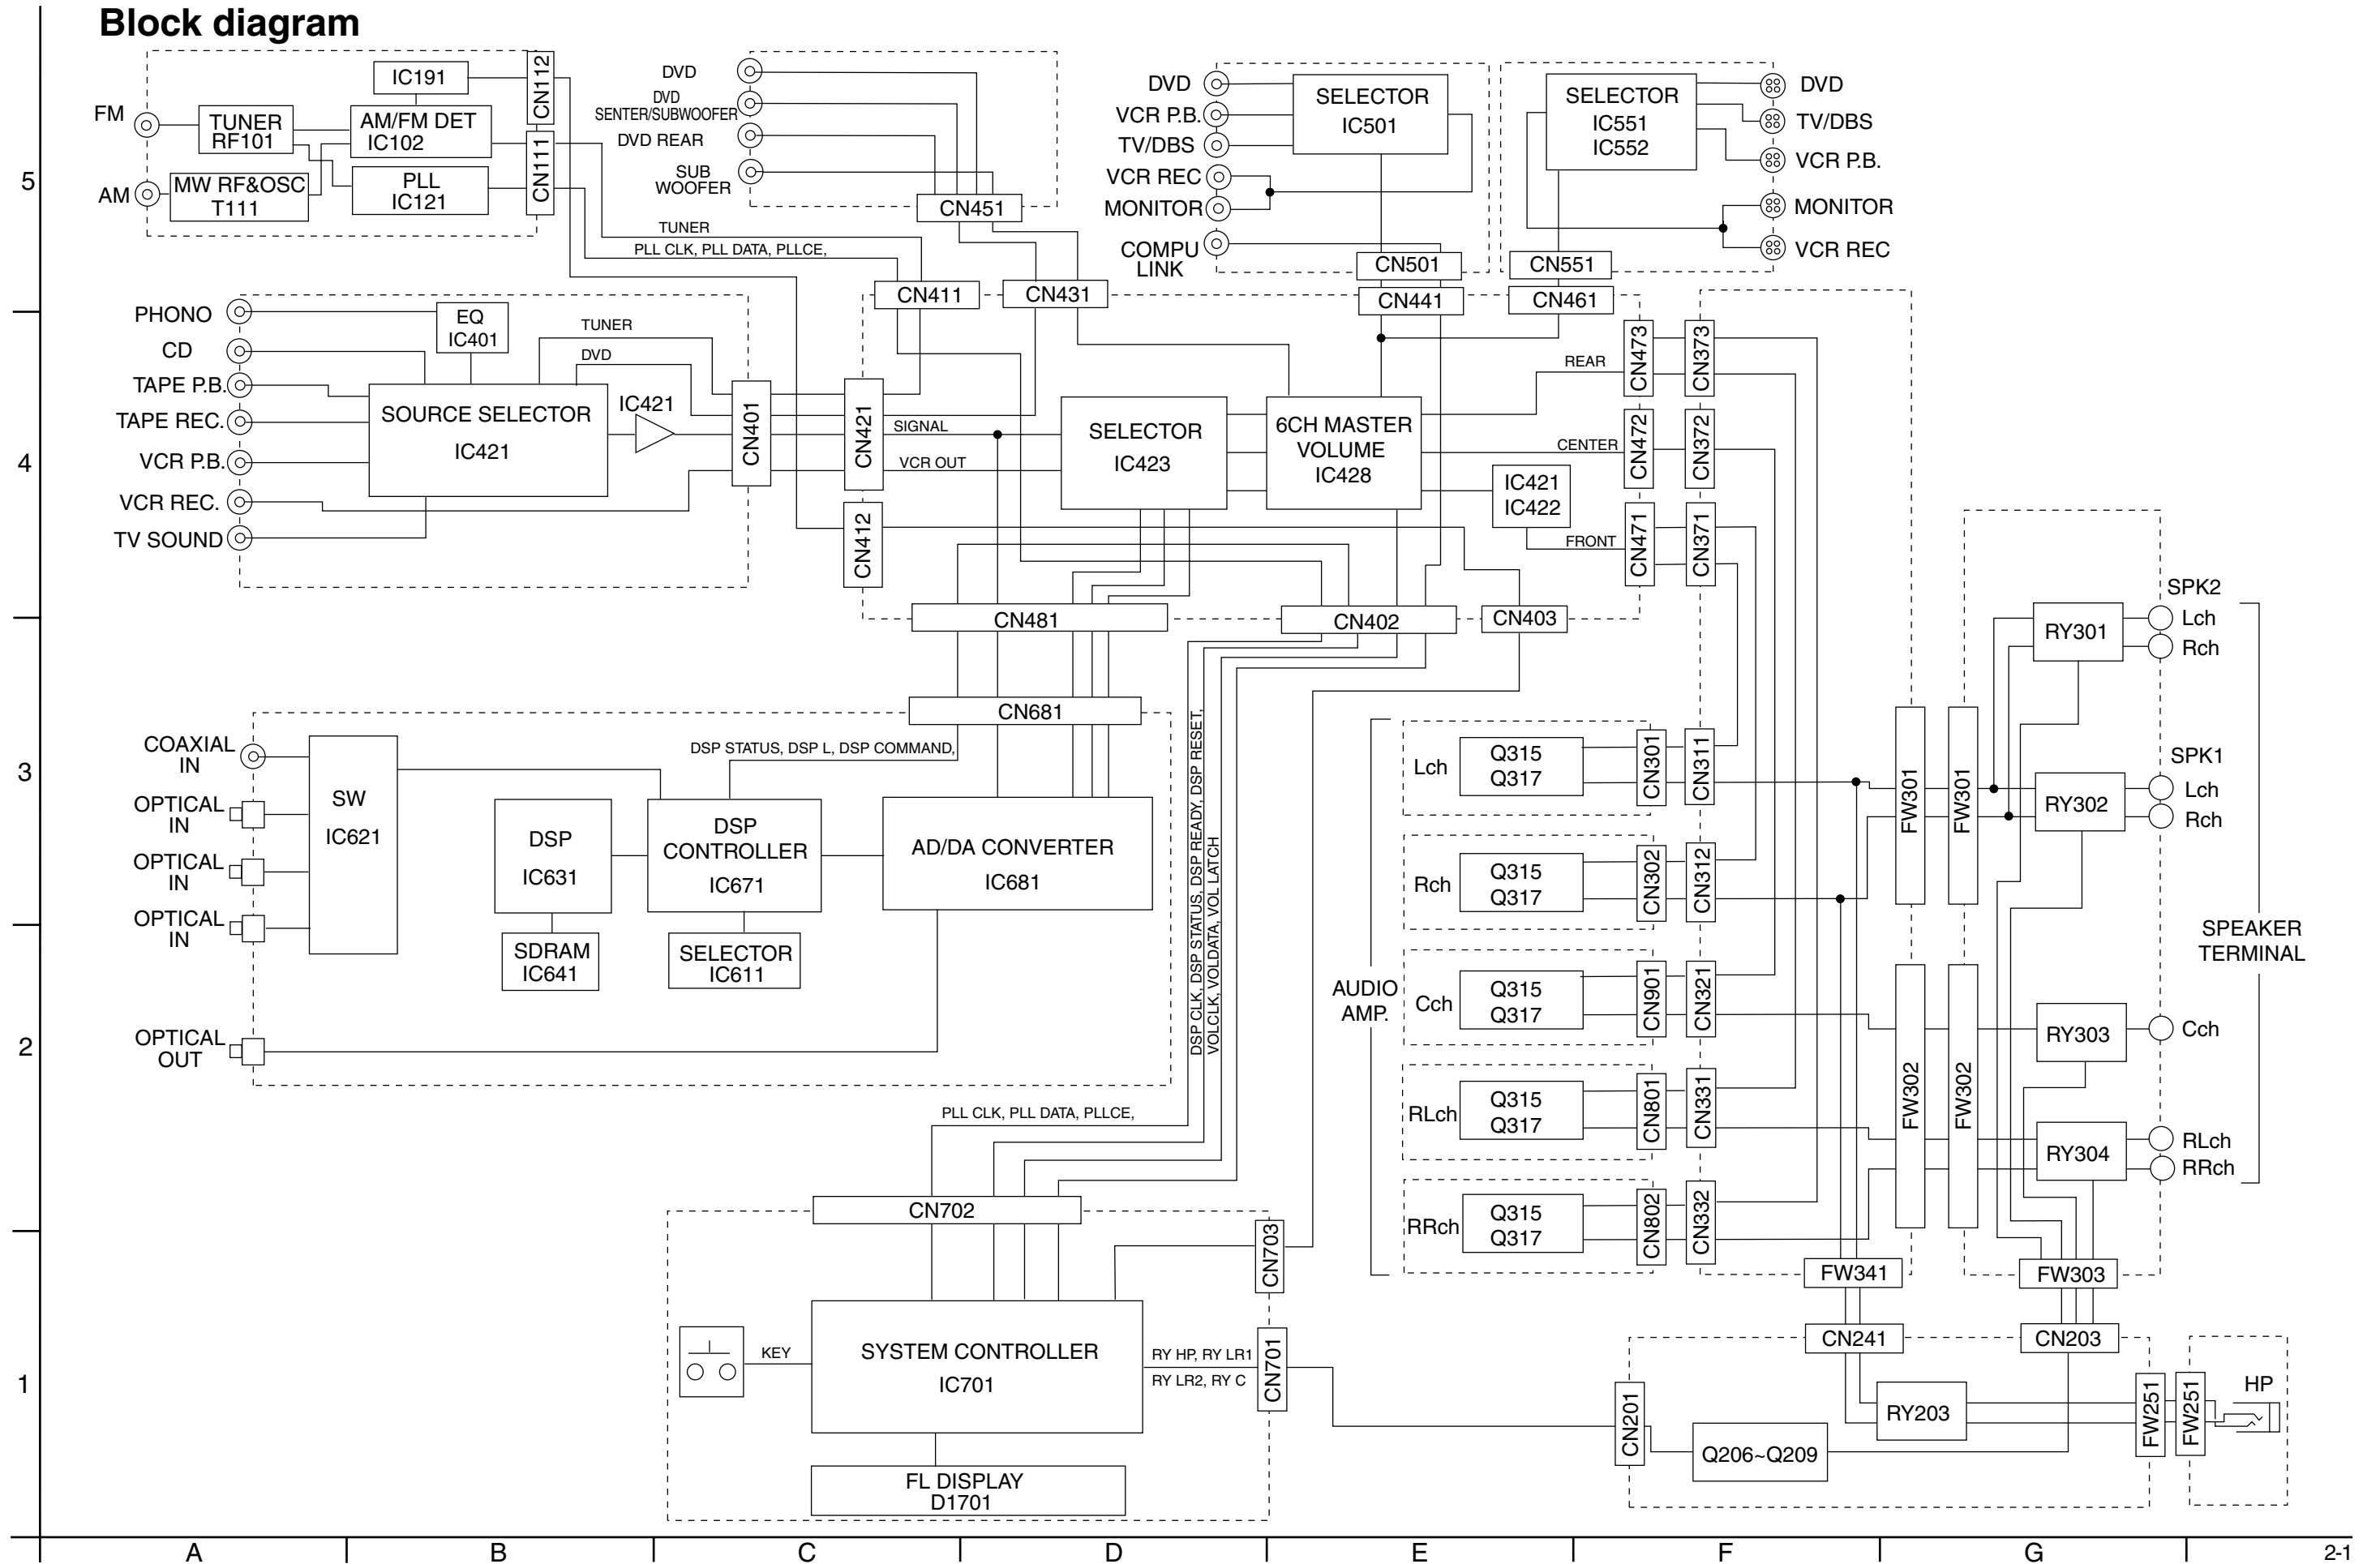 Block diagram
FM
AM
TUNER
RF101
MW RF&OSC
T111
IC191
AM/FM DET
IC102
PLL
IC121
CN112
CN111
DVD
DVD
SENTER/SUBWOOFER
DVD REAR
SUB
WOOFER
CN451
TUNER
PLL CLK, PLL DATA, PLLCE,
DVD
VCR P.B.
TV/DBS
VCR REC
MONITOR
COMPU
LINK
SELECTOR
IC501
CN501
SELECTOR
IC551
IC552
CN551
DVD
TV/DBS
VCR P.B.
MONITOR
VCR REC
5
PHONO
CD
TAPE P.B.
TAPE REC.
VCR P.B.
VCR REC.
TV SOUND
EQ
IC401
TUNER
DVD
SOURCE SELECTOR
IC421
IC421
CN401
CN421
CN412
CN411
CN431
CN441
CN461
SIGNAL
VCR OUT
SELECTOR
IC423
6CH MASTER
VOLUME
IC428
REAR
CENTER
IC421
IC422
FRONT
CN473
CN373
CN472
CN372
CN471
CN371
CN481
CN402
CN403
4
COAXIAL
IN
OPTICAL
IN
OPTICAL
IN
OPTICAL
IN
OPTICAL
OUT
SW
IC621
CN681
DSP STATUS, DSP L, DSP COMMAND,
DSP
IC631
DSP
CONTROLLER
IC671
AD/DA CONVERTER
IC681
SDRAM
IC641
SELECTOR
IC611
DSP CLK, DSP STATUS, DSP READY, DSP RESET,
VOLCLK, VOLDATA, VOL LATCH
PLL CLK, PLL DATA, PLLCE,
3
2
AUDIO
AMP.
Lch
Q315
Q317
CN301
CN311
Rch
Q315
Q317
CN302
CN312
Cch
Q315
Q317
CN901
CN321
RLch
Q315
Q317
CN801
CN331
RRch
Q315
Q317
CN802
CN332
FW301
FW301
FW302
FW302
RY301
RY302
RY303
RY304
SPK2
Lch
Rch
SPK1
Lch
Rch
SPEAKER
TERMINAL
Cch
RLch
RRch
FW341
FW303
CN702
CN703
KEY
SYSTEM CONTROLLER
IC701
RY HP, RY LR1
RY LR2, RY C
CN701
FL DISPLAY
D1701
CN241
CN203
CN201
RY203
Q206~Q209
FW251
FW251
HP
1
A
B
C
D
E
F
G
2-1